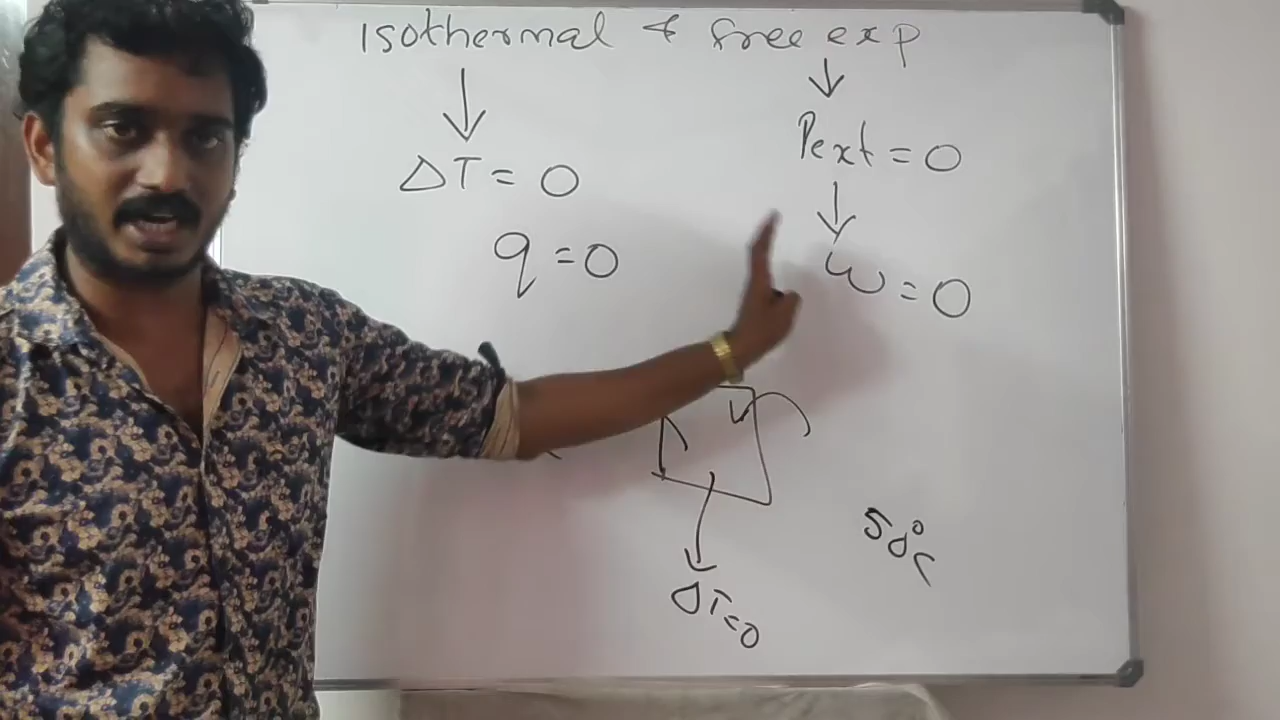 Isothermal & free exp
ΔT = 0
Pext = 0
q = 0
w = 0
50°C
ΔT = 0